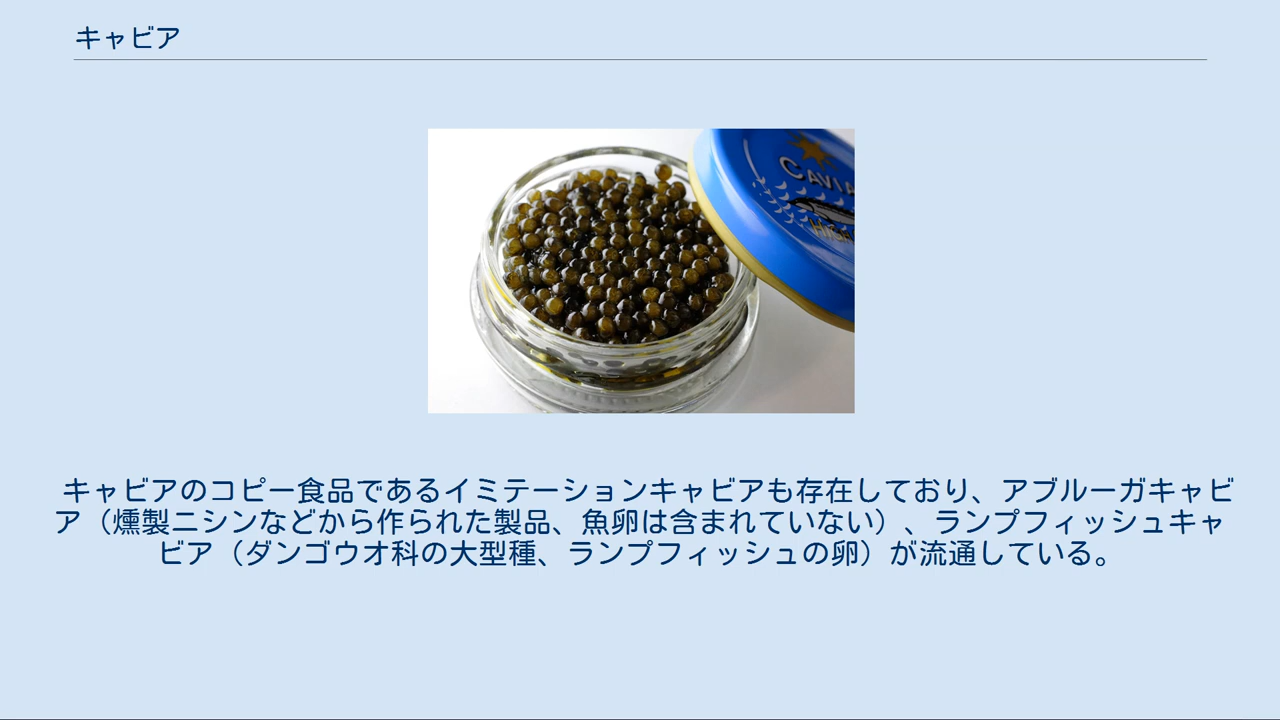 キャビア
CAVIA
キャビアのコピー食品であるイミテーションキャビアも存在しており、アブルーガキャビ
ア（燻製ニシンなどから作られた製品、魚卵は含まれていない）、ランプフィッシュキャ
ビア（ダンゴウオ科の大型種、ランプフィッシュの卵）が流通している。